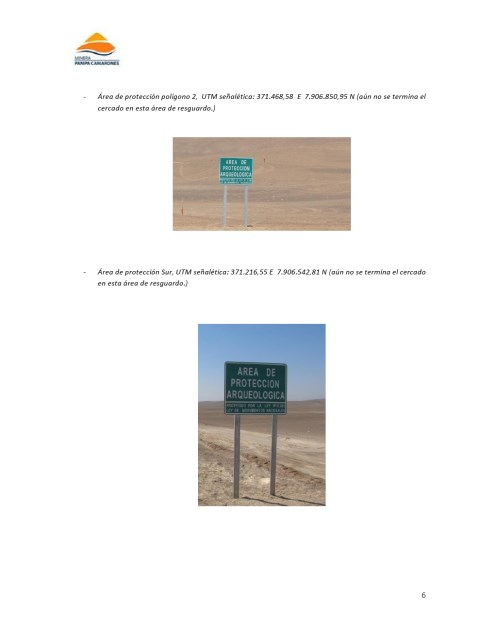 MINERA
PAMPA CAMARONES
- Área de protección polígono 2, UTM señalética: 371.468,58 E 7.906.850,95 N (aún no se termina el
cercado en esta área de resguardo.)
AREA DE
PROTECCION
ARQUEOLOGICA
- Área de protección Sur, UTM señalética: 371.216,55 E 7.906.542,81 N (aún no se termina el cercado
en esta área de resguardo.)
AREA DE
PROTECCION
ARQUEOLOGICA
6